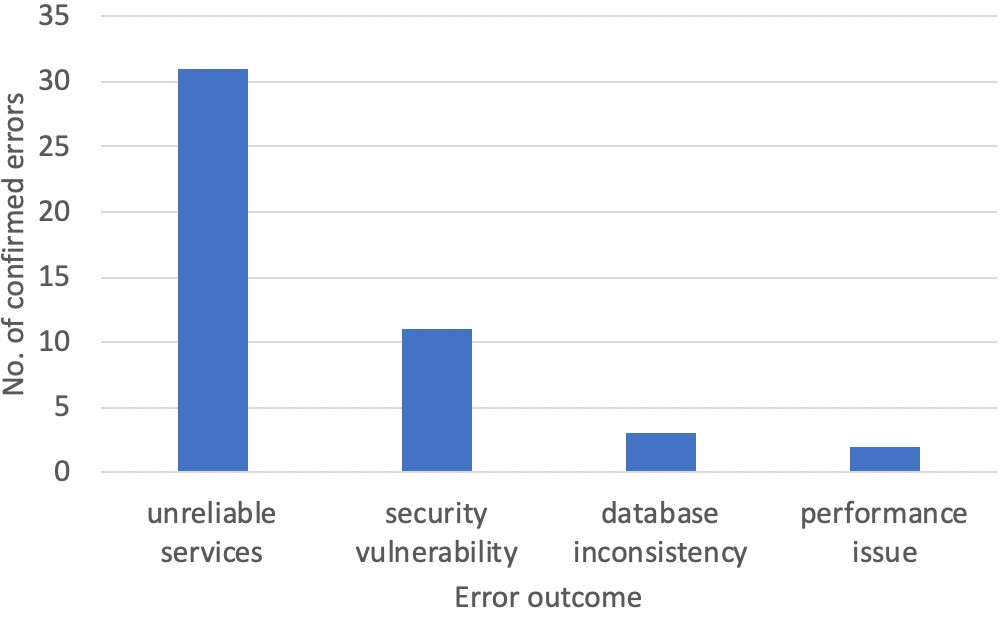 No. of confirmed errors
35
30
25
20
15
10
5
0
unreliable services
security vulnerability
database inconsistency
performance issue
Error outcome